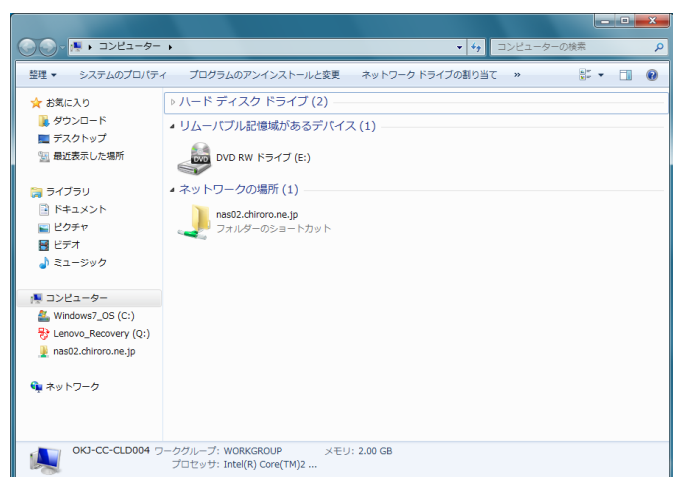 コンピューター
コンピューターの検索
整理 システムのプロパティ プログラムのアンインストールと変更 ネットワーク ドライブの割り当て »
お気に入り
ダウンロード
デスクトップ
最近表示した場所
ライブラリ
ドキュメント
ピクチャ
ビデオ
ミュージック
コンピューター
Windows7_OS (C:)
Lenovo_Recovery (Q:)
nas02.chiroro.ne.jp
ネットワーク
ハード ディスク ドライブ (2)
リムーバブル記憶域があるデバイス (1)
DVD
DVD RW ドライブ (E:)
ネットワークの場所 (1)
nas02.chiroro.ne.jp
フォルダーのショートカット
OKJ-CC-CLD004 ワークグループ: WORKGROUP メモリ: 2.00 GB
プロセッサ: Intel(R) Core(TM)2 ...